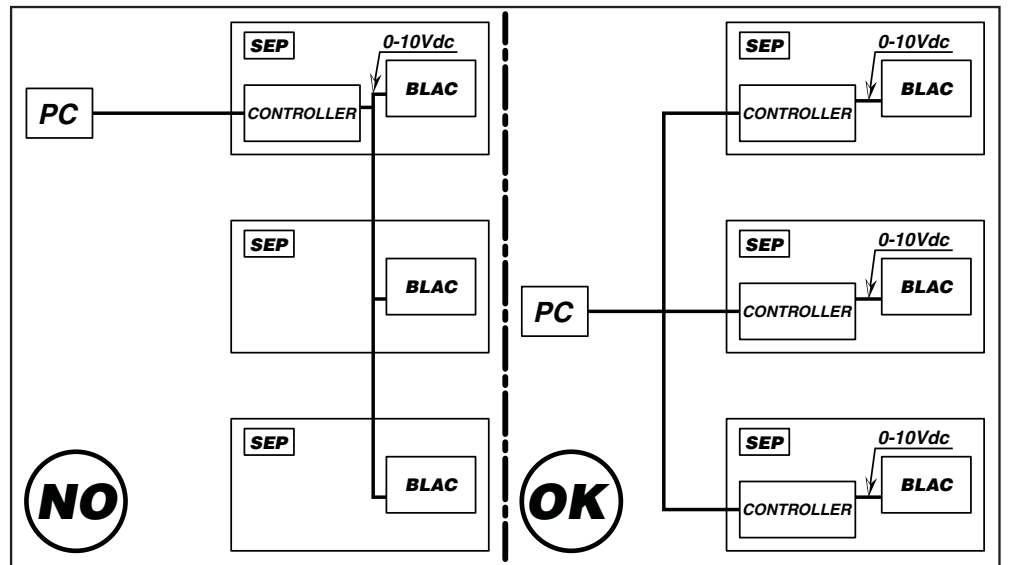 SEP
0-10Vdc
BLAC
PC
CONTROLLER
SEP
BLAC
SEP
BLAC
NO
SEP
0-10Vdc
BLAC
CONTROLLER
SEP
0-10Vdc
BLAC
PC
CONTROLLER
SEP
0-10Vdc
BLAC
OK
CONTROLLER